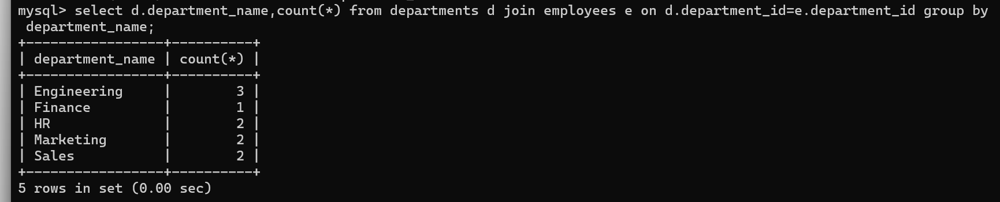 mysql> select d.department_name,count(*) from departments d join employees e on d.department_id=e.department_id group by
 department_name;
+-----------------+----------+
| department_name | count(*) |
+-----------------+----------+
| Engineering     |        3 |
| Finance         |        1 |
| HR              |        2 |
| Marketing       |        2 |
| Sales           |        2 |
+-----------------+----------+
5 rows in set (0.00 sec)